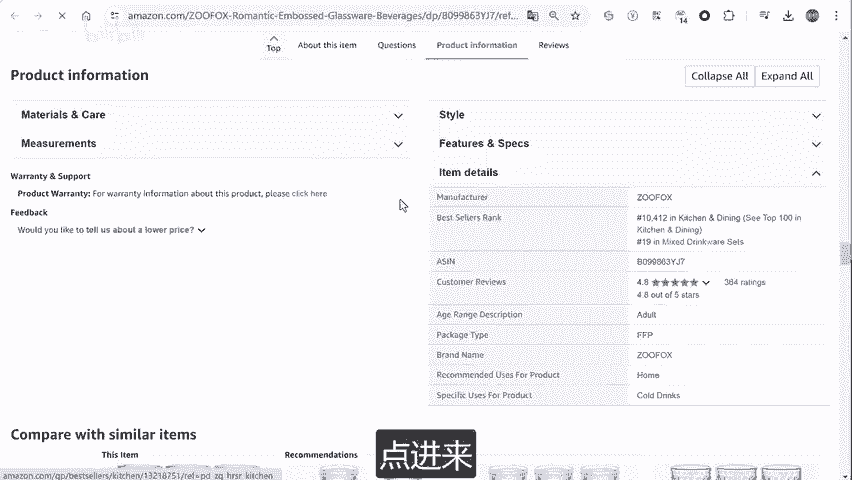 amazon.com/ZOOFOX-Romantic-Embossed-Glassware-Beverages/dp/B099863YJ7/ref...
14
Top
About this item
Questions
Product information
Reviews
Product information
Collapse All
Expand All
Materials & Care
Measurements
Warranty & Support
Product Warranty: For warranty information about this product, please click here
Feedback
Would you like to tell us about a lower price?
Style
Features & Specs
Item details
Manufacturer ZOOFOX
Best Sellers Rank #10,412 in Kitchen & Dining (See Top 100 in
Kitchen & Dining)
#19 in Mixed Drinkware Sets
ASIN B099863YJ7
Customer Reviews 4.8 364 ratings
4.8 out of 5 stars
Age Range Description Adult
Package Type FFP
Brand Name ZOOFOX
Recommended Uses For Product Home
Specific Uses For Product Cold Drinks
Compare with similar items
This Item
Recommendations
点进来
amazon.com/gp/bestsellers/kitchen/13218751/ref=pd_zg_hrsr_kitchen